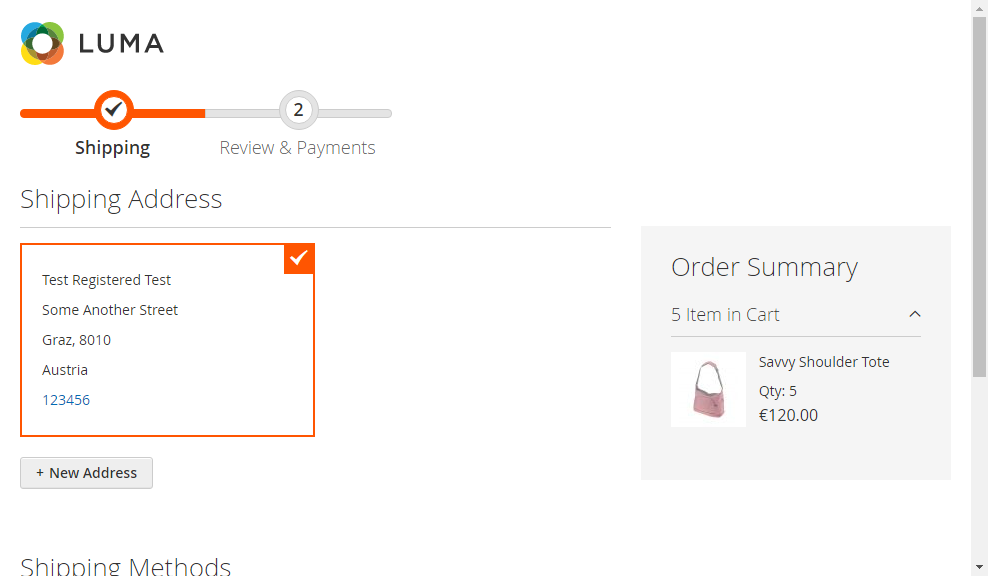 LUMA
2
Shipping
Review & Payments
Shipping Address
Test Registered Test
Some Another Street
Graz, 8010
Austria
123456
+ New Address
Order Summary
5 Item in Cart
Savvy Shoulder Tote
Qty: 5
€120.00
Shipping Methods